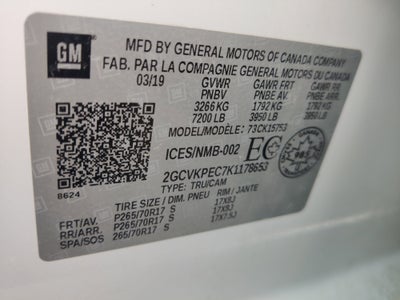 GM
MFD BY GENERAL MOTORS OF CANADA COMPANY
FAB. PAR LA COMPAGNIE GENERAL MOTORS DU CANADA
03/19 GVWR GAWR FRT GAWR RR
PNBV PNBE AV. PNBE ARR.
3266 KG 1792 KG 1792 KG
7200 LB 3950 LB 3950 LB
MODEL/MODÈLE: 73CK15753
ICES/NMB-002 EC
2GCVKPEC7K1178653
8624
TYPE: TRU/CAM
TIRE SIZE / DIM. PNEU RIM / JANTE
FRT/AV. P265/70R17 S 17X8J
RR/ARR. P265/70R17 S 17X8J
SPA/SOS 265/70R17 S 17X7.5J